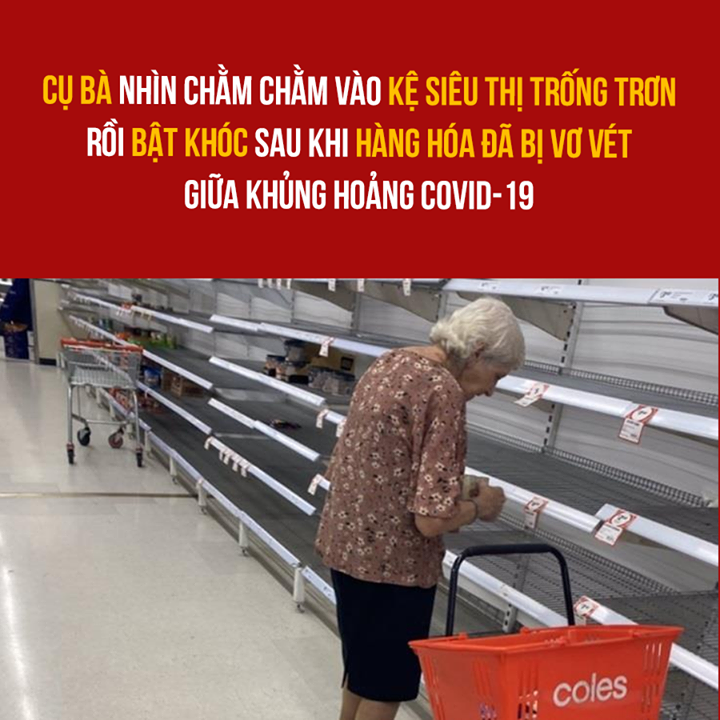 CỤ BÀ NHÌN CHẰM CHẰM VÀO KỆ SIÊU THỊ TRỐNG TRƠN
RỒI BẬT KHÓC SAU KHI HÀNG HÓA ĐÃ BỊ VƠ VÉT
GIỮA KHỦNG HOẢNG COVID-19
coles